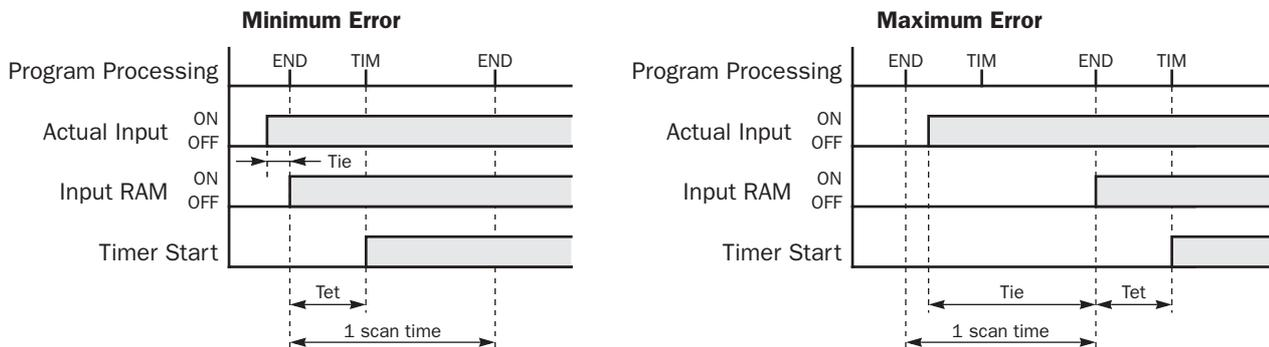 Minimum Error
Program Processing
END TIM END
Actual Input
ON
OFF
Tie
Input RAM
ON
OFF
Timer Start
Tet
1 scan time
Maximum Error
Program Processing
END TIM END TIM
Actual Input
ON
OFF
Input RAM
ON
OFF
Timer Start
Tie Tet
1 scan time